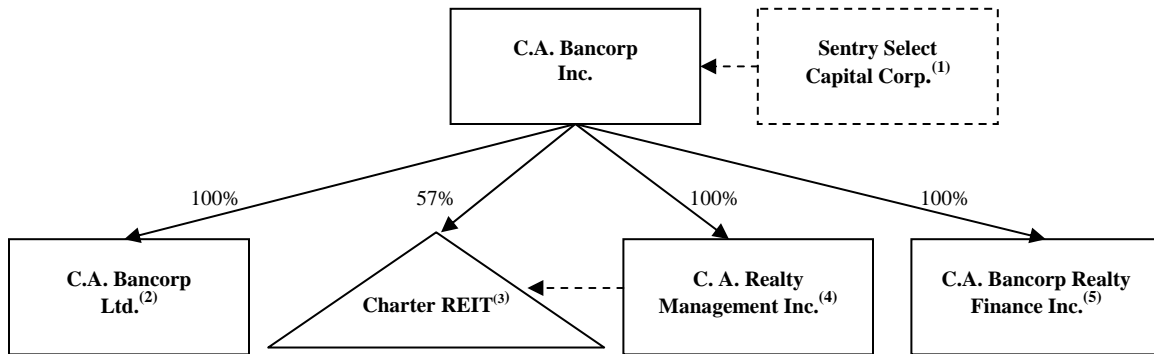 C.A. Bancorp
Inc.
Sentry Select
Capital Corp.(1)
100%
57%
100%
100%
C.A. Bancorp
Ltd.(2)
Charter REIT(3)
C. A. Realty
Management Inc.(4)
C.A. Bancorp Realty
Finance Inc.(5)